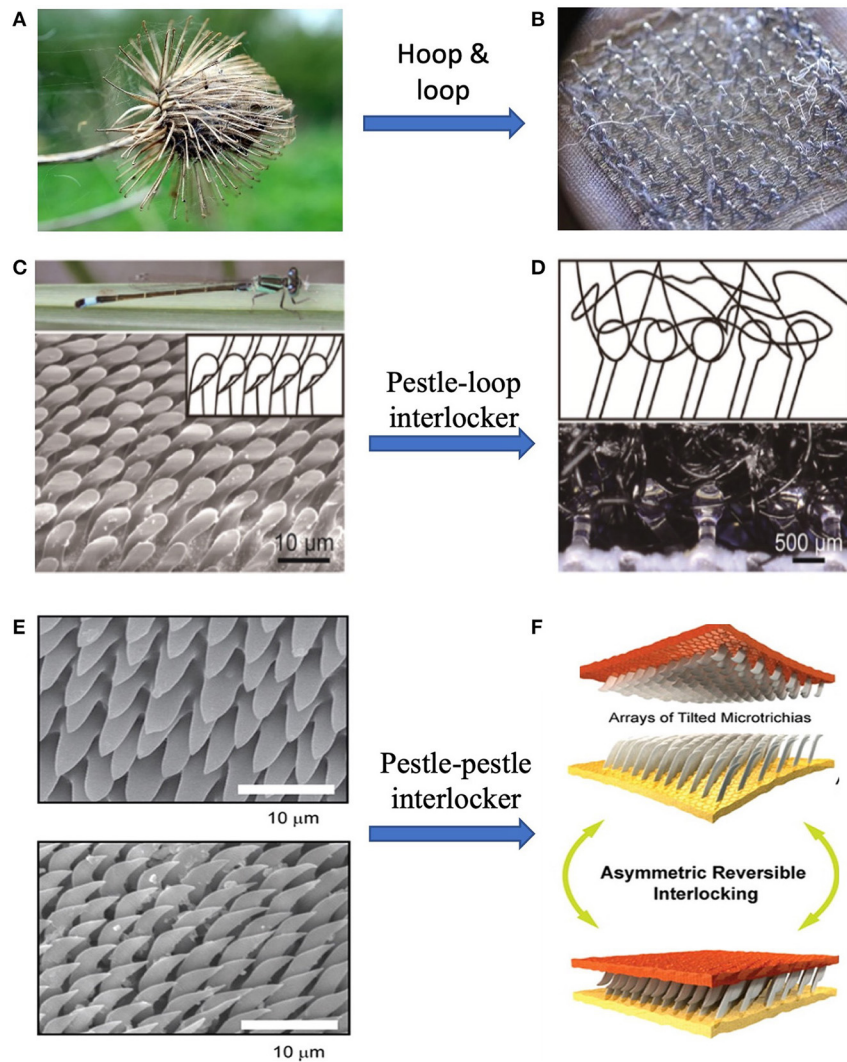 A
Hoop &
loop
B
C
10 μm
Pestle-loop
interlocker
D
500 μm
E
10 μm
10 μm
Pestle-pestle
interlocker
F
Arrays of Tilted Microtrichias
Asymmetric Reversible
Interlocking